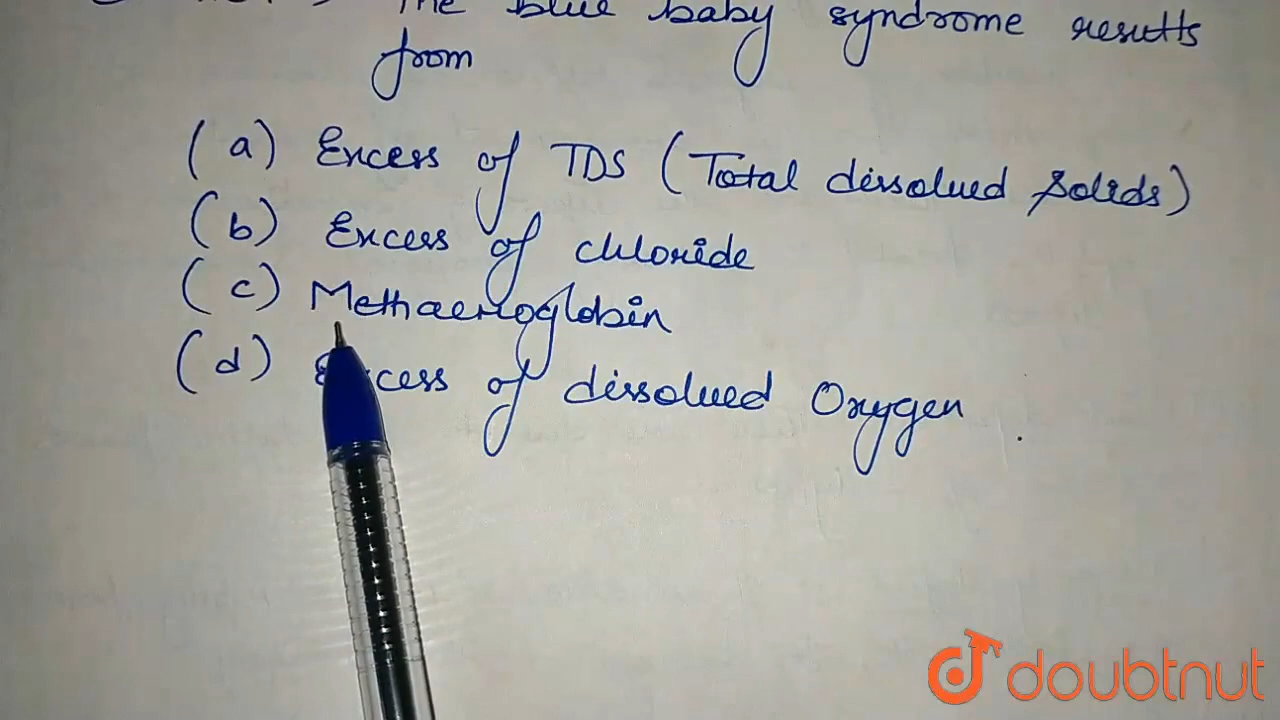 The blue baby syndrome results
from
(a) Excess of TDS (Total dissolved solids)
(b) Excess of chloride
(c) Methaemoglobin
(d) Excess of dissolved Oxygen
doubtnut